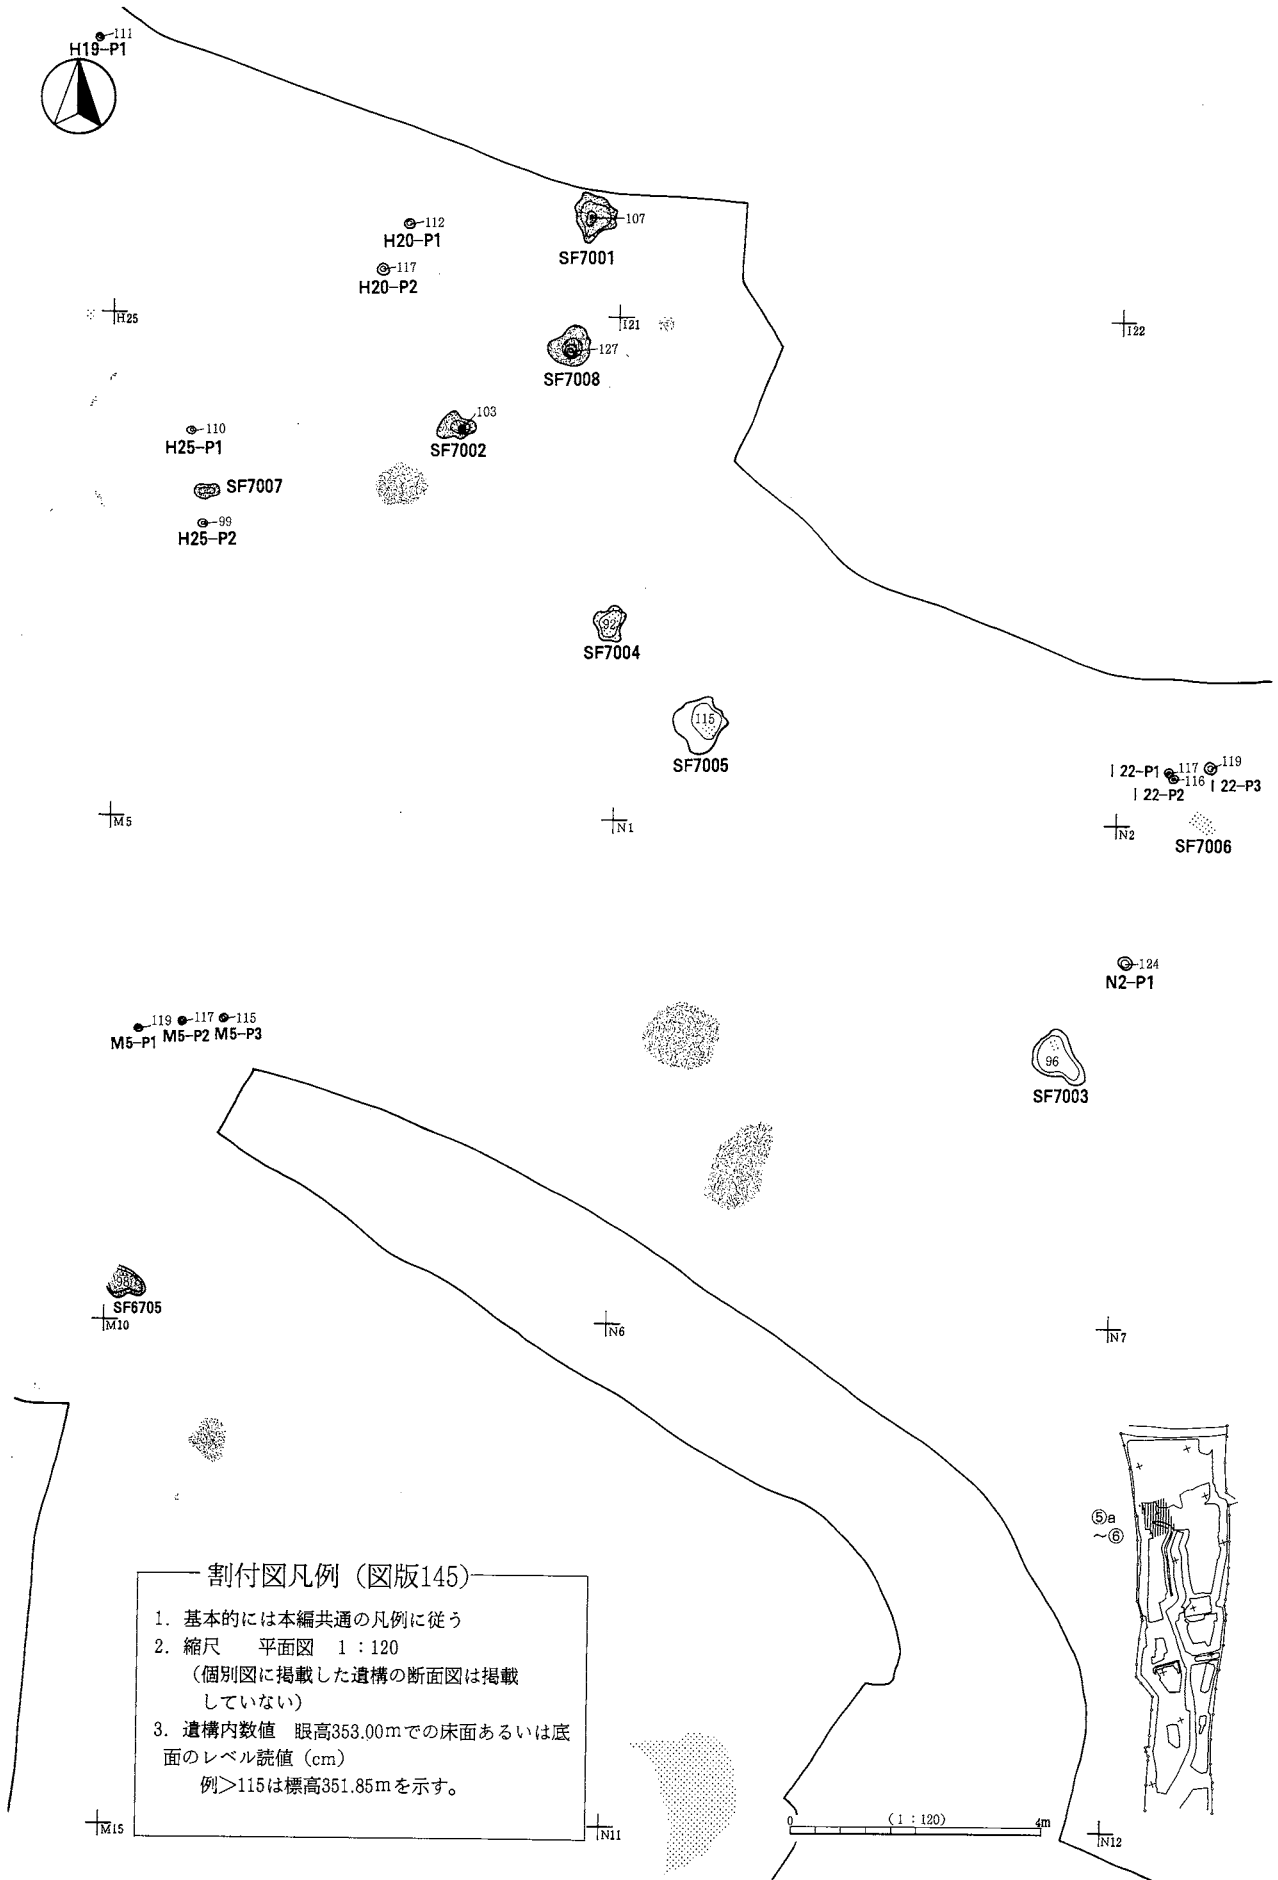 111
H19-P1
112
H20-P1
107
SF7001
117
H20-P2
H25
I21
I22
127
SF7008
103
SF7002
110
H25-P1
SF7007
99
H25-P2
92
SF7004
115
SF7005
I 22-P1
117
119
116
I 22-P2
I 22-P3
M5
N1
N2
SF7006
124
N2-P1
119
117
115
M5-P1
M5-P2
M5-P3
96
SF7003
98
SF6705
M10
N6
N7
⑤a
~⑥
割付図凡例（図版145）
1. 基本的には本編共通の凡例に従う
2. 縮尺　平面図　1：120
（個別図に掲載した遺構の断面図は掲載
していない）
3. 遺構内数値　眼高353.00mでの床面あるいは底
面のレベル読値（cm）
例＞115は標高351.85mを示す。
M15
N11
0
(1：120)
4m
N12